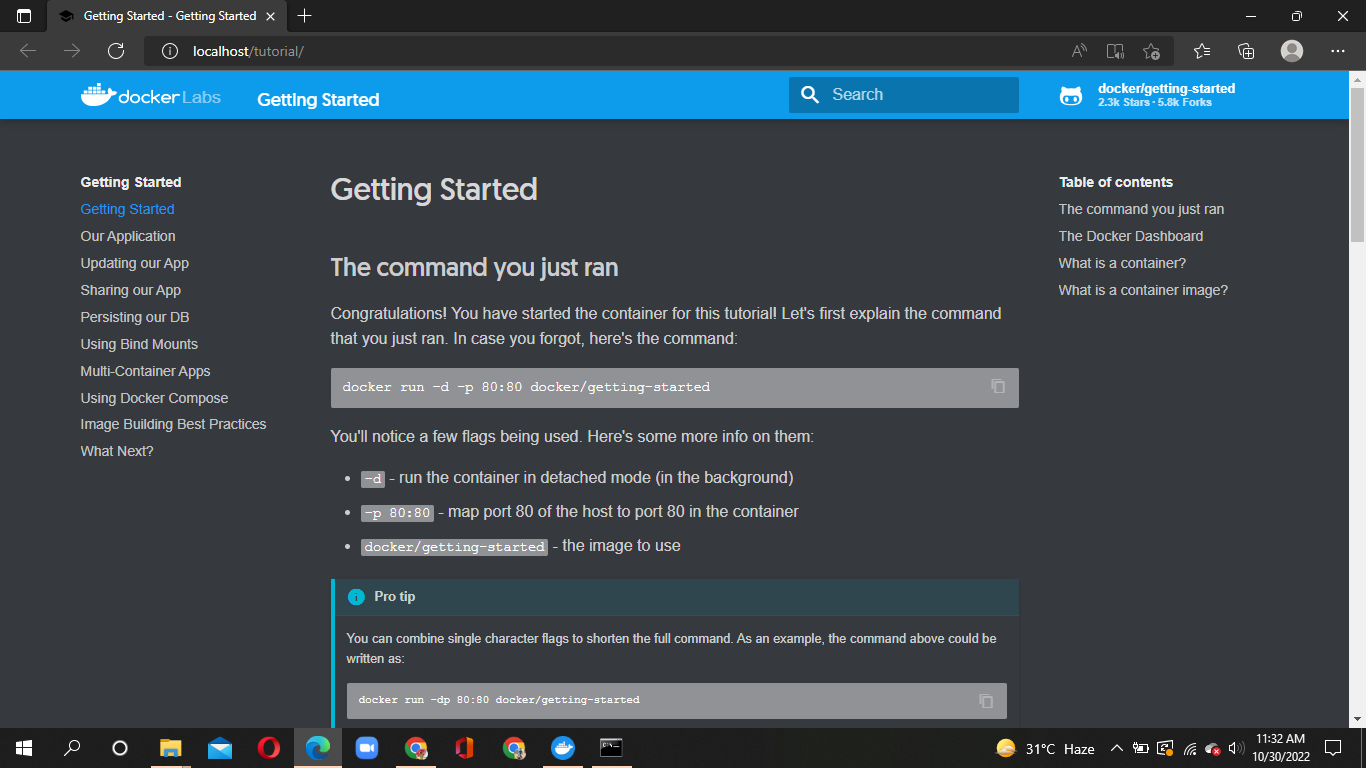 Getting Started - Getting Started
localhost/tutorial/
docker Labs
Getting Started
Search
docker/getting-started
2.3k Stars · 5.8k Forks
Getting Started
Getting Started
Our Application
Updating our App
Sharing our App
Persisting our DB
Using Bind Mounts
Multi-Container Apps
Using Docker Compose
Image Building Best Practices
What Next?
Getting Started
The command you just ran
Congratulations! You have started the container for this tutorial! Let's first explain the command
that you just ran. In case you forgot, here's the command:
docker run -d -p 80:80 docker/getting-started
You'll notice a few flags being used. Here's some more info on them:
-d - run the container in detached mode (in the background)
-p 80:80 - map port 80 of the host to port 80 in the container
docker/getting-started - the image to use
Pro tip
You can combine single character flags to shorten the full command. As an example, the command above could be
written as:
docker run -dp 80:80 docker/getting-started
Table of contents
The command you just ran
The Docker Dashboard
What is a container?
What is a container image?
31°C Haze
11:32 AM
10/30/2022